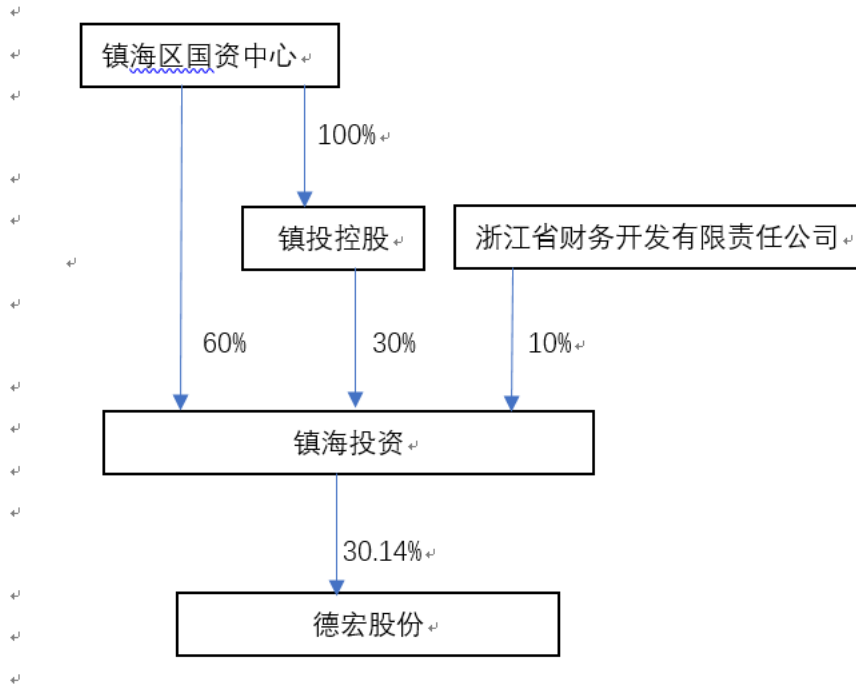 镇海区国资中心
100%
镇投控股
浙江省财务开发有限责任公司
60%
30%
10%
镇海投资
30.14%
德宏股份